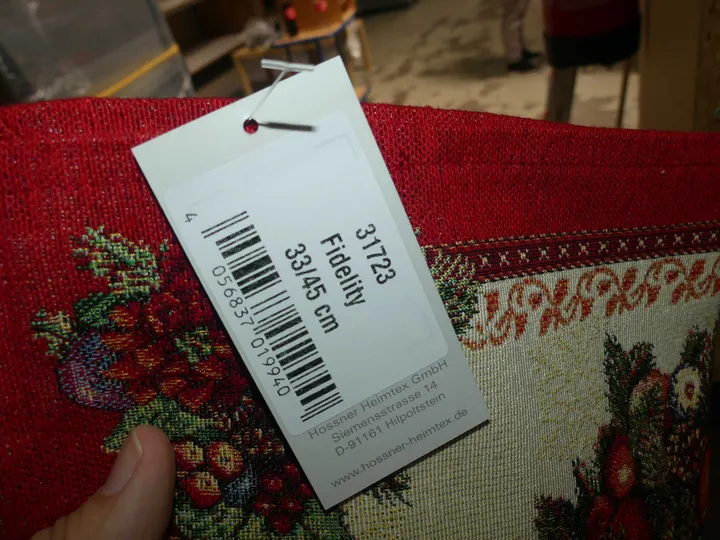 31723
Fidelity
33/45 cm
4 056837 019940
Hossner Heimtex GmbH
Siemensstrasse 14
D-91161 Hilpoltstein
www.hossner-heimtex.de